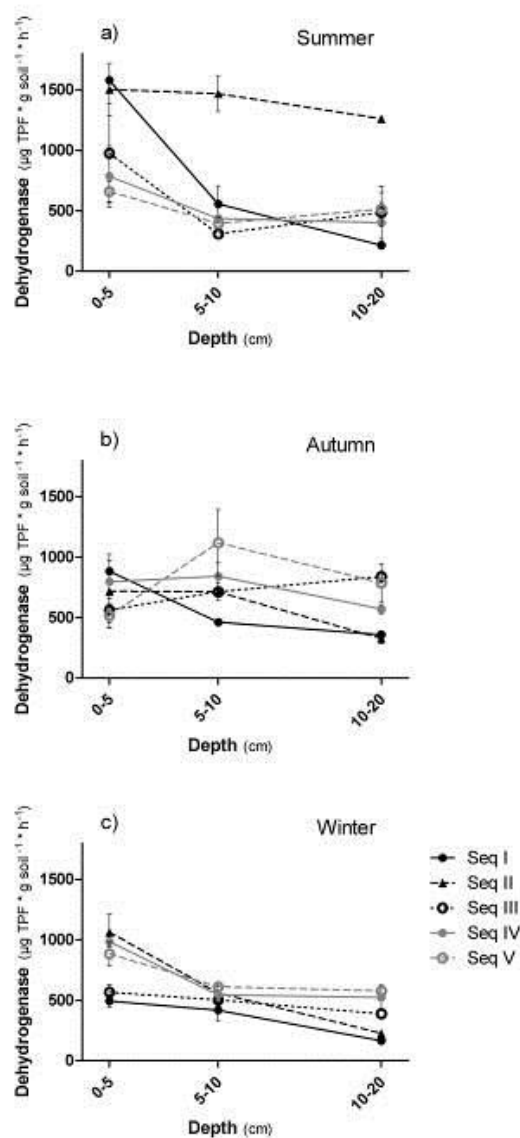 a)
Summer
Dehydrogenase (µg TPF * g soil⁻¹ * h⁻¹)
1500
1000
500
0
0-5
5-10
10-20
Depth (cm)
b)
Autumn
Dehydrogenase (µg TPF * g soil⁻¹ * h⁻¹)
1500
1000
500
0
0-5
5-10
10-20
Depth (cm)
c)
Winter
Dehydrogenase (µg TPF * g soil⁻¹ * h⁻¹)
1500
1000
500
0
0-5
5-10
10-20
Depth (cm)
Seq I
Seq II
Seq III
Seq IV
Seq V